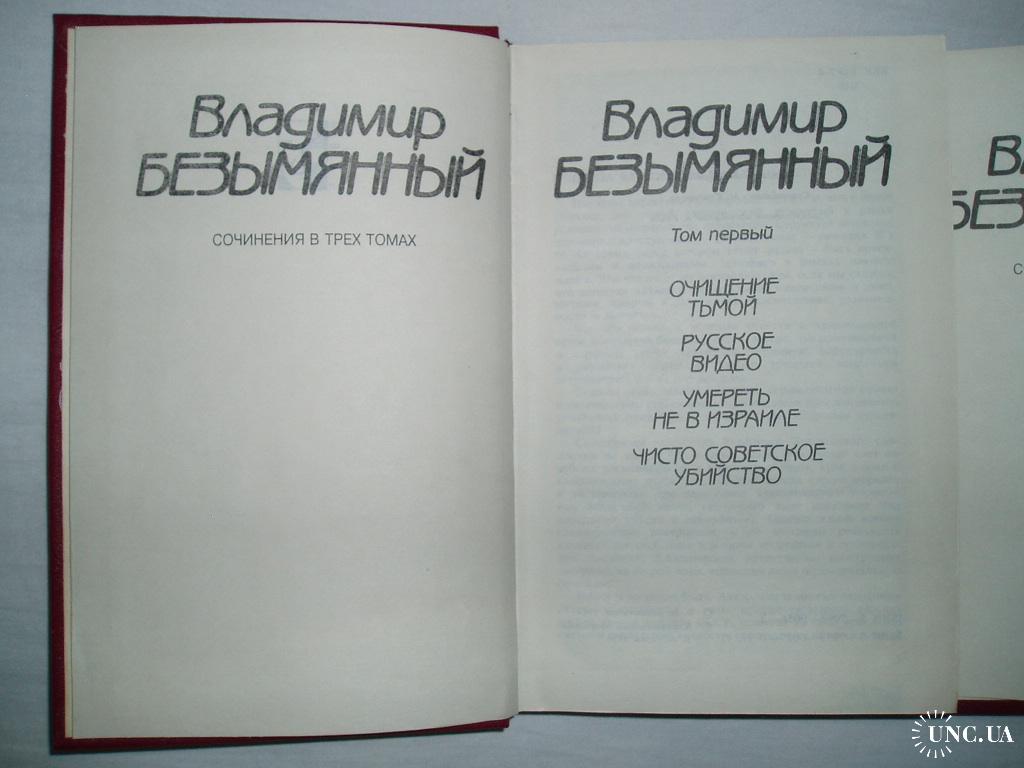 Владимир
БЕЗЫМЯННЫЙ
СОЧИНЕНИЯ В ТРЕХ ТОМАХ
Владимир
БЕЗЫМЯННЫЙ
Том первый
ОЧИЩЕНИЕ
ТЬМОЙ
РУССКОЕ
ВИДЕО
УМЕРЕТЬ
НЕ В ИЗРАИЛЕ
ЧИСТО СОВЕТСКОЕ
УБИЙСТВО
UNC.UA